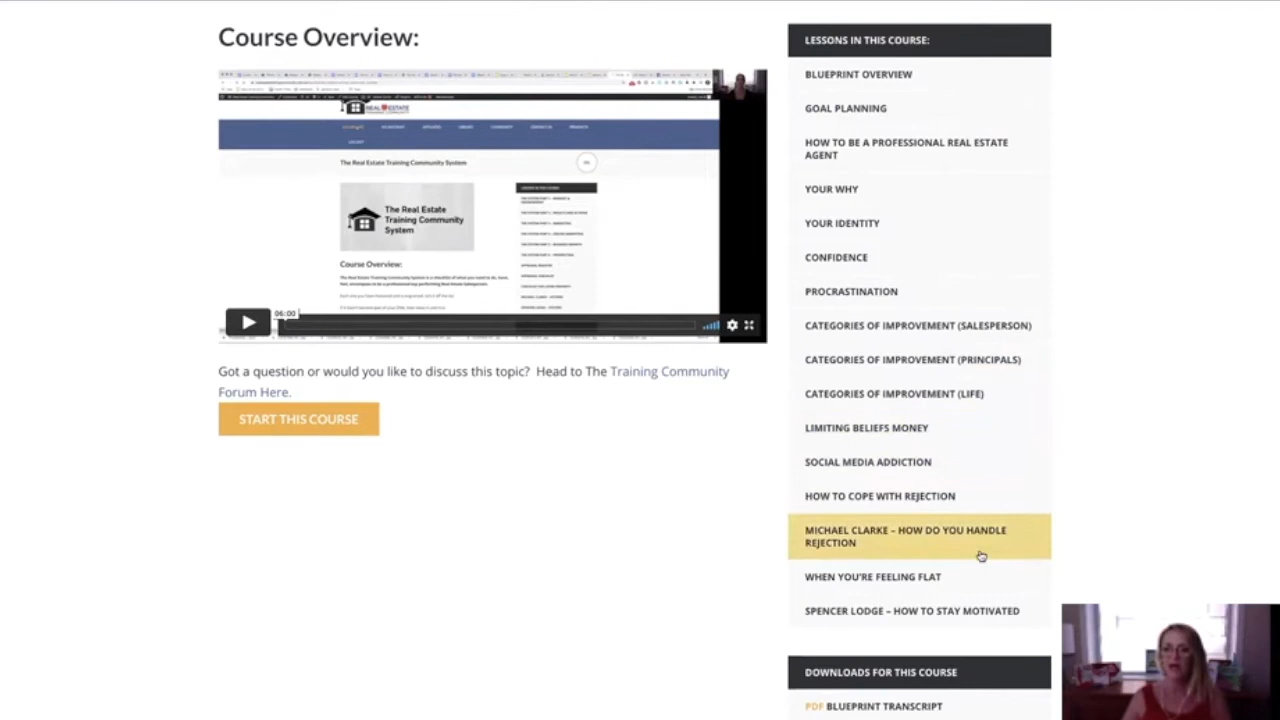 Course Overview:
REAL ESTATE
The Real Estate Training Community System
The Real Estate
Training Community
System
Course Overview:
06:00
Got a question or would you like to discuss this topic? Head to The Training Community
Forum Here.
START THIS COURSE
LESSONS IN THIS COURSE:
BLUEPRINT OVERVIEW
GOAL PLANNING
HOW TO BE A PROFESSIONAL REAL ESTATE
AGENT
YOUR WHY
YOUR IDENTITY
CONFIDENCE
PROCRASTINATION
CATEGORIES OF IMPROVEMENT (SALESPERSON)
CATEGORIES OF IMPROVEMENT (PRINCIPALS)
CATEGORIES OF IMPROVEMENT (LIFE)
LIMITING BELIEFS MONEY
SOCIAL MEDIA ADDICTION
HOW TO COPE WITH REJECTION
MICHAEL CLARKE – HOW DO YOU HANDLE
REJECTION
WHEN YOU'RE FEELING FLAT
SPENCER LODGE – HOW TO STAY MOTIVATED
DOWNLOADS FOR THIS COURSE
PDF BLUEPRINT TRANSCRIPT